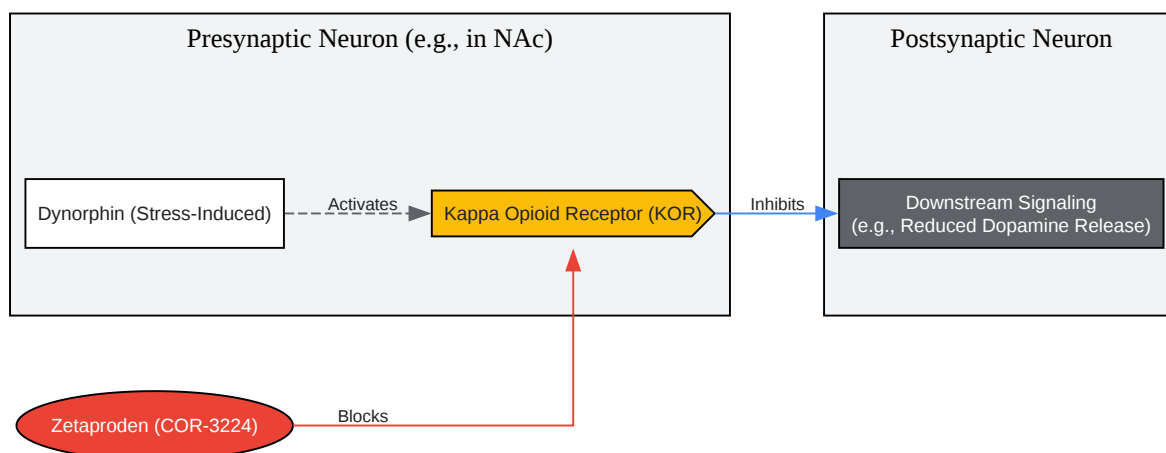 Presynaptic Neuron (e.g., in NAc)
Postsynaptic Neuron
Dynorphin (Stress-Induced)
Activates
Kappa Opioid Receptor (KOR)
Inhibits
Downstream Signaling
(e.g., Reduced Dopamine Release)
Zetaproden (COR-3224)
Blocks